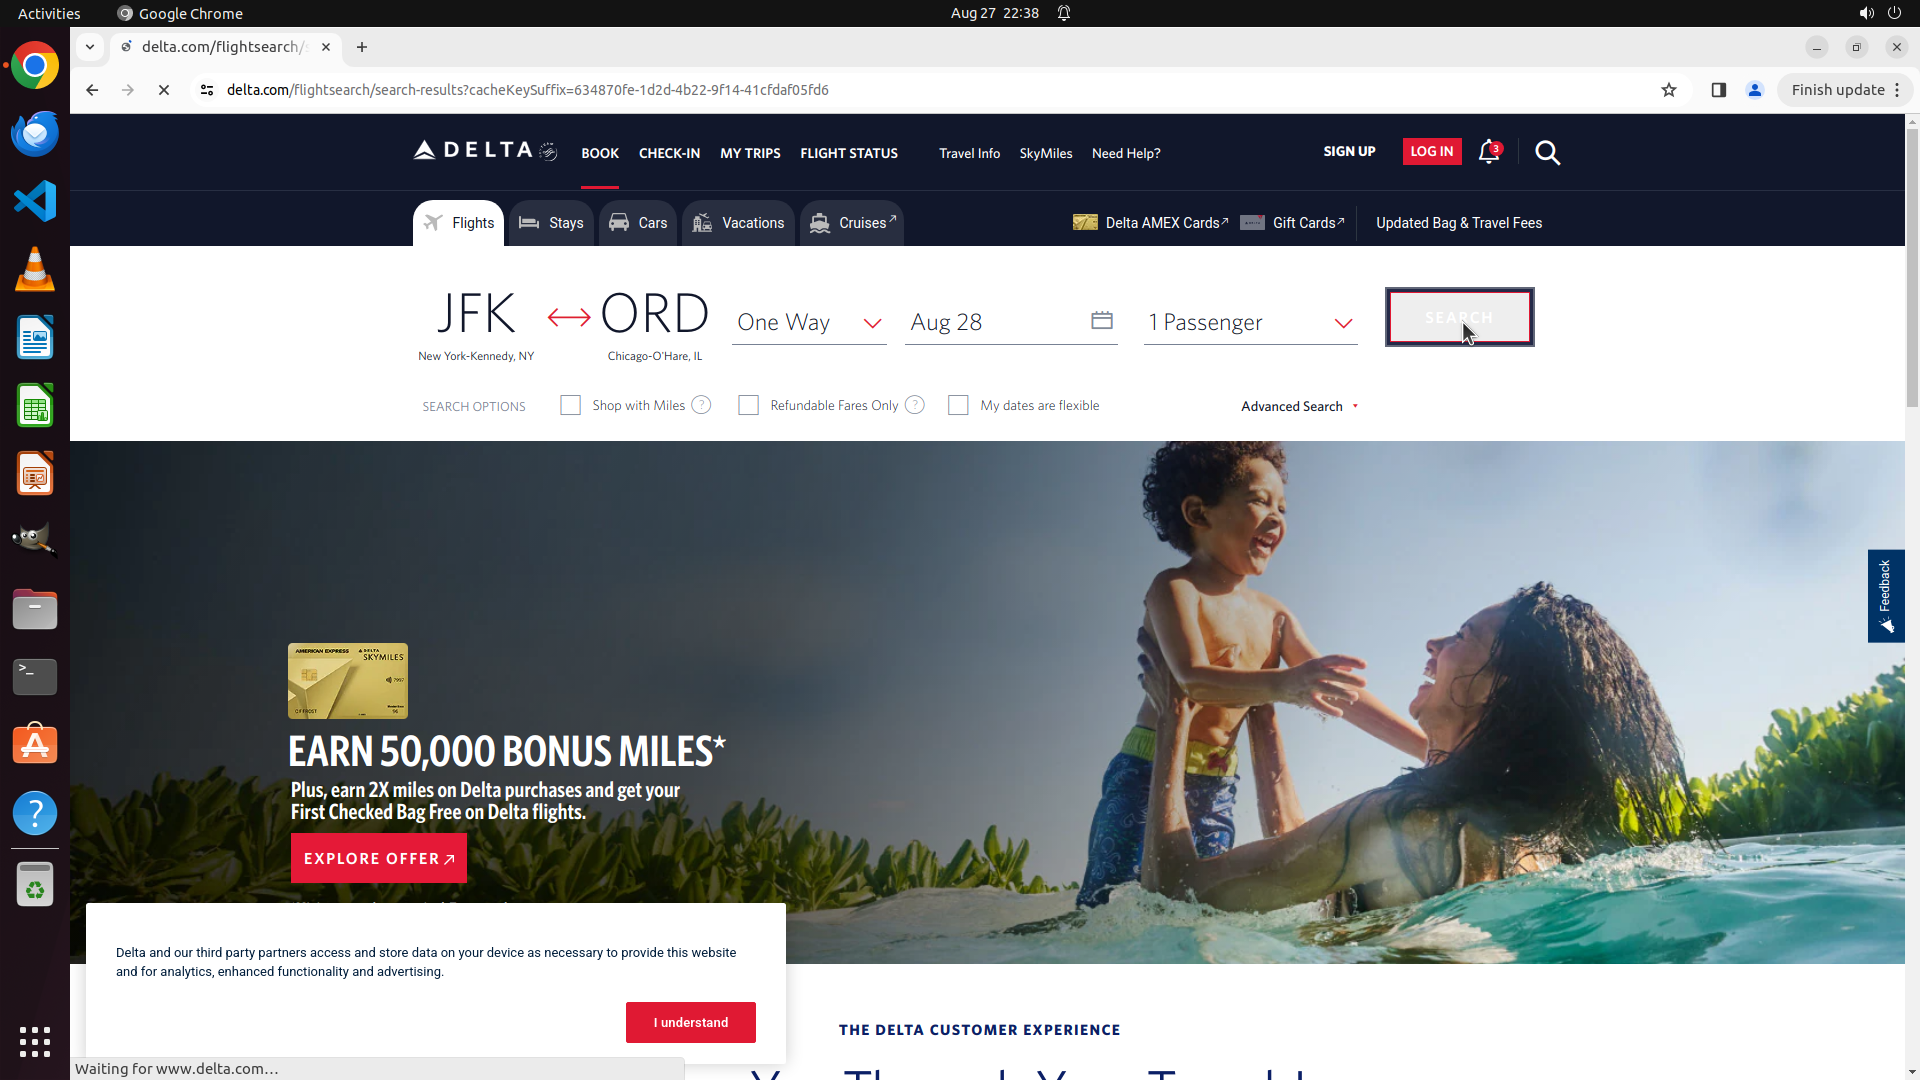 Activities
Google Chrome
Aug 27 22:38
delta.com/flightsearch/s
delta.com/flightsearch/search-results?cacheKeySuffix=634870fe-1d2d-4b22-9f14-41cfdaf05fd6
Finish update
DELTA
BOOK
CHECK-IN
MY TRIPS
FLIGHT STATUS
Travel Info
SkyMiles
Need Help?
SIGN UP
LOG IN
3
Flights
Stays
Cars
Vacations
Cruises
Delta AMEX Cards
Gift Cards
Updated Bag & Travel Fees
JFK
ORD
One Way
Aug 28
1 Passenger
SEARCH
New York-Kennedy, NY
Chicago-O'Hare, IL
SEARCH OPTIONS
Shop with Miles ?
Refundable Fares Only ?
My dates are flexible
Advanced Search
Feedback
AMERICAN EXPRESS
DELTA
SKYMILES
EARN 50,000 BONUS MILES*
Plus, earn 2X miles on Delta purchases and get your
First Checked Bag Free on Delta flights.
EXPLORE OFFER
Delta and our third party partners access and store data on your device as necessary to provide this website
and for analytics, enhanced functionality and advertising.
I understand
THE DELTA CUSTOMER EXPERIENCE
Waiting for www.delta.com…